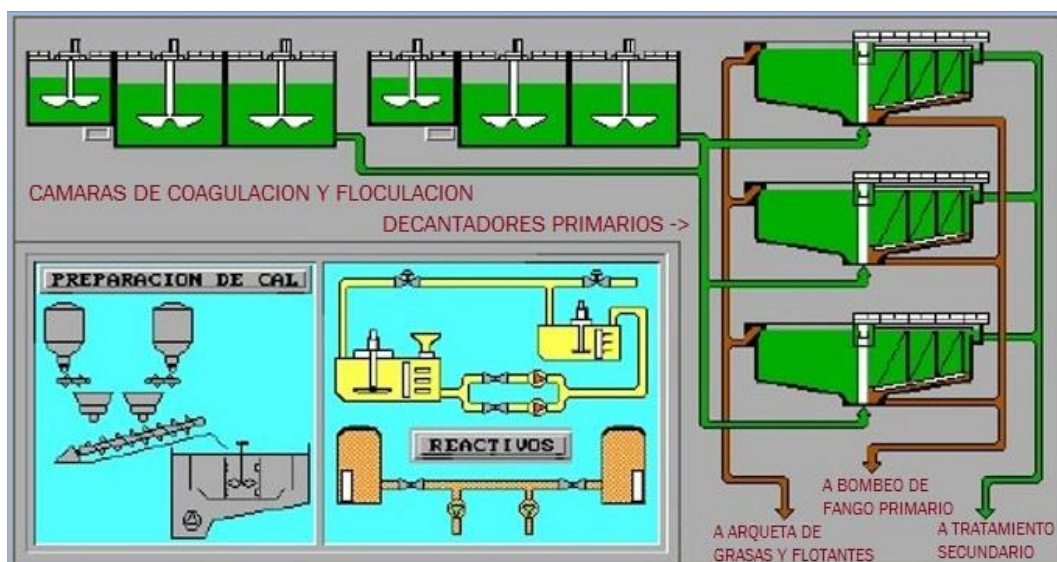 CAMARAS DE COAGULACION Y FLOCULACION
DECANTADORES PRIMARIOS ->
PREPARACION DE CAL
REACTIVOS
A BOMBEO DE
FANGO PRIMARIO
A ARQUETA DE
GRASAS Y FLOTANTES
A TRATAMIENTO
SECUNDARIO